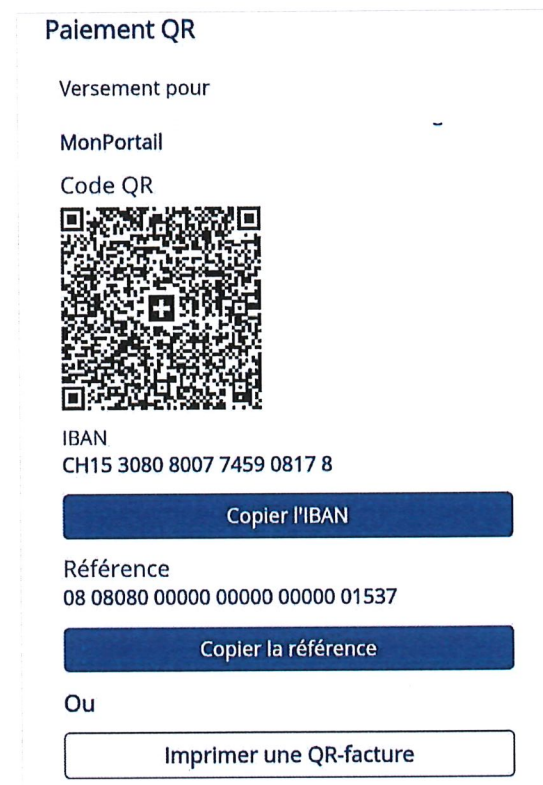 Paiement QR
Versement pour
MonPortail
Code QR
IBAN
CH15 3080 8007 7459 0817 8
Copier l'IBAN
Référence
08 08080 00000 00000 00000 01537
Copier la référence
Ou
Imprimer une QR-facture